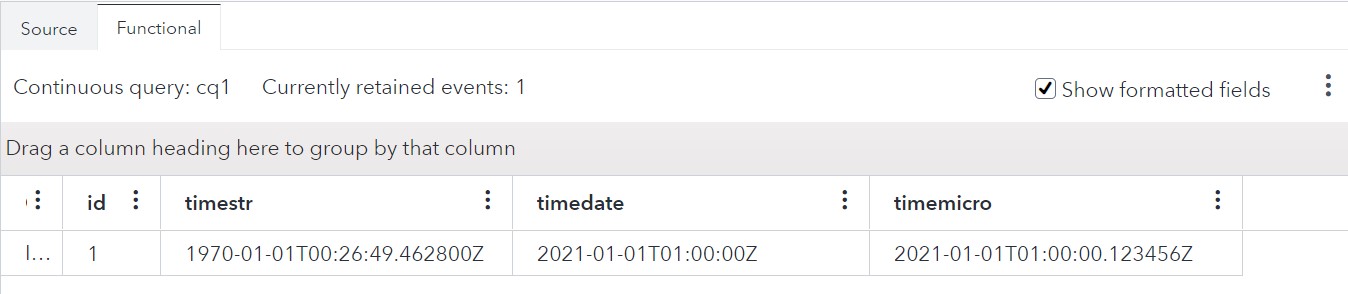 Source Functional
Continuous query: cq1 Currently retained events: 1 Show formatted fields
Drag a column heading here to group by that column
id timestr timedate timemicro
I... 1 1970-01-01T00:26:49.462800Z 2021-01-01T01:00:00Z 2021-01-01T01:00:00.123456Z